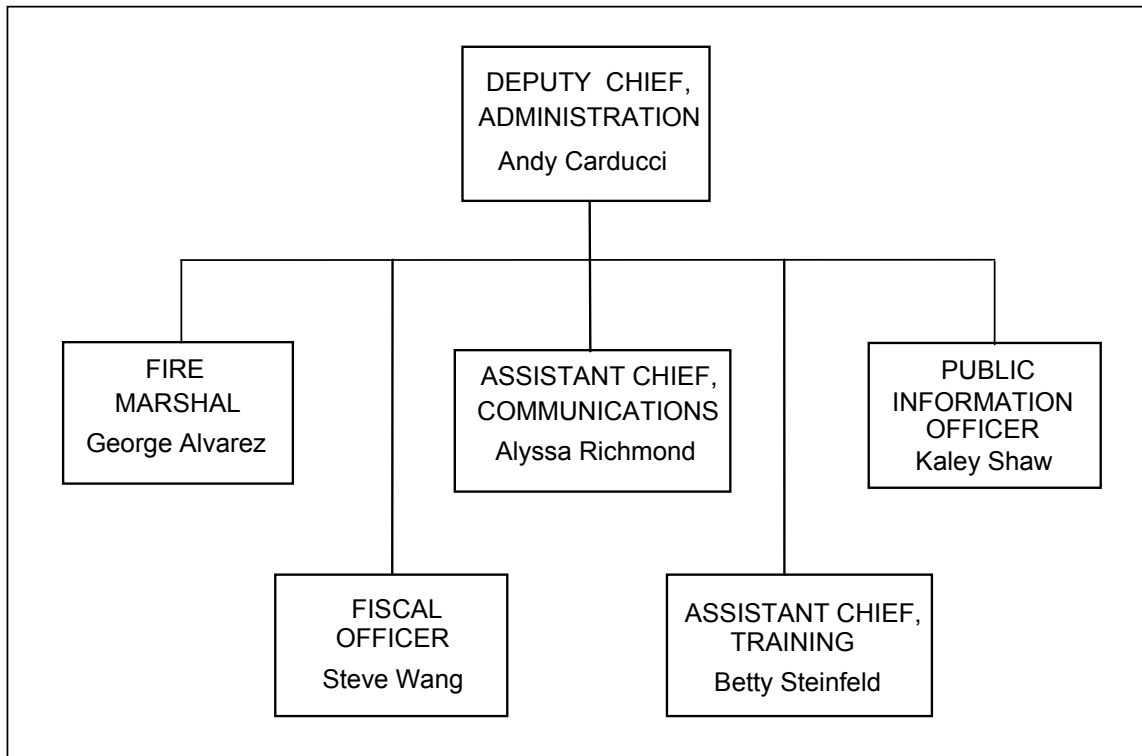 DEPUTY CHIEF,
ADMINISTRATION
Andy Carducci
FIRE
MARSHAL
George Alvarez
ASSISTANT CHIEF,
COMMUNICATIONS
Alyssa Richmond
PUBLIC
INFORMATION
OFFICER
Kaley Shaw
FISCAL
OFFICER
Steve Wang
ASSISTANT CHIEF,
TRAINING
Betty Steinfeld